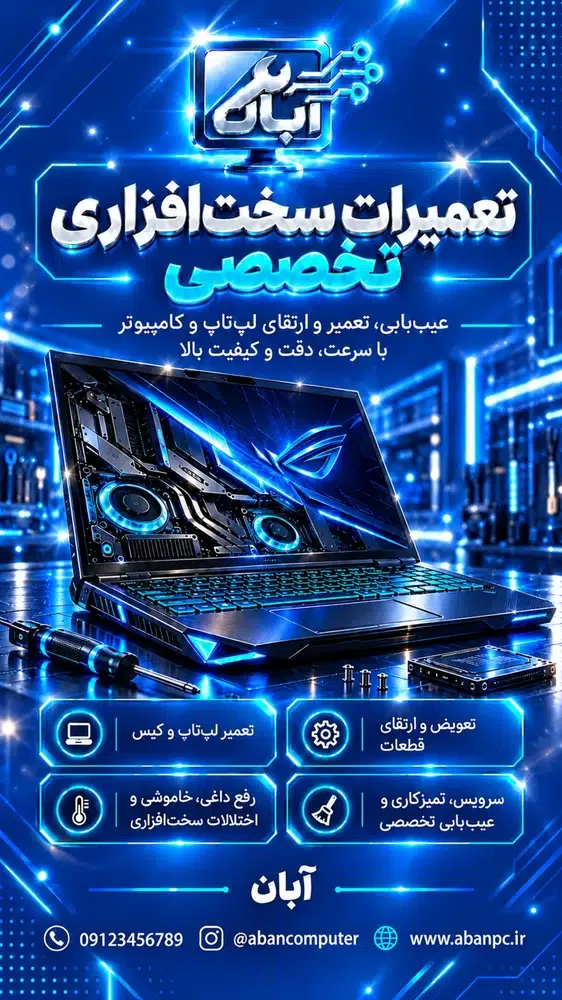 آبان
تعمیرات سخت‌افزاری
تخصصی
عیب‌یابی، تعمیر و ارتقای لپ‌تاپ و کامپیوتر
با سرعت، دقت و کیفیت بالا
تعویض و ارتقای
قطعات
تعمیر لپ‌تاپ و کیس
سرویس، تمیزکاری و
عیب‌یابی تخصصی
رفع داغی، خاموشی و
اختلالات سخت‌افزاری
آبان
09123456789
@abancomputer
www.abanpc.ir